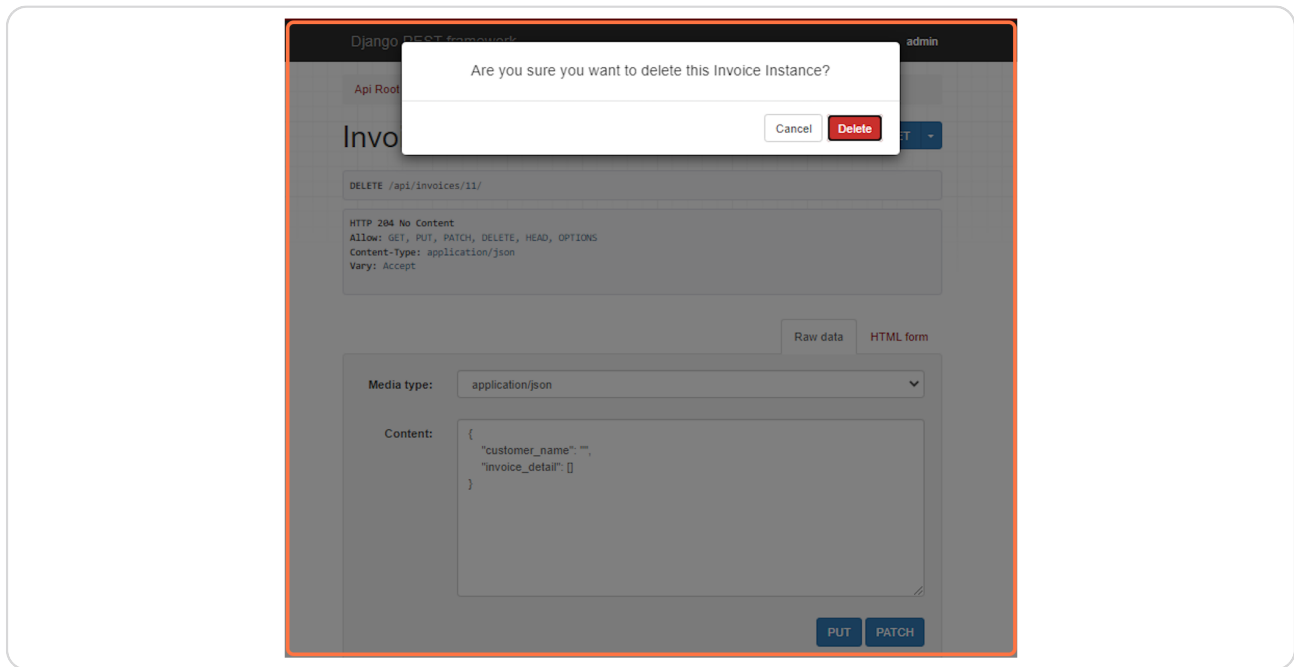 Django REST framework
admin
Are you sure you want to delete this Invoice Instance?
Api Root
Cancel
Delete
Invo
ET
DELETE /api/invoices/11/
HTTP 204 No Content
Allow: GET, PUT, PATCH, DELETE, HEAD, OPTIONS
Content-Type: application/json
Vary: Accept
Raw data
HTML form
Media type:
application/json
Content:
{
"customer_name": "",
"invoice_detail": []
}
PUT
PATCH